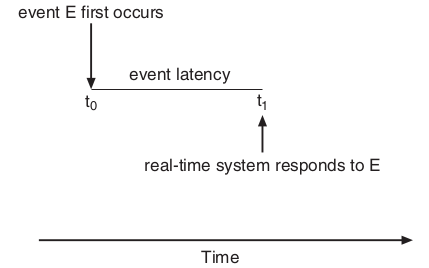 event E first occurs
event latency
t0
t1
real-time system responds to E
Time